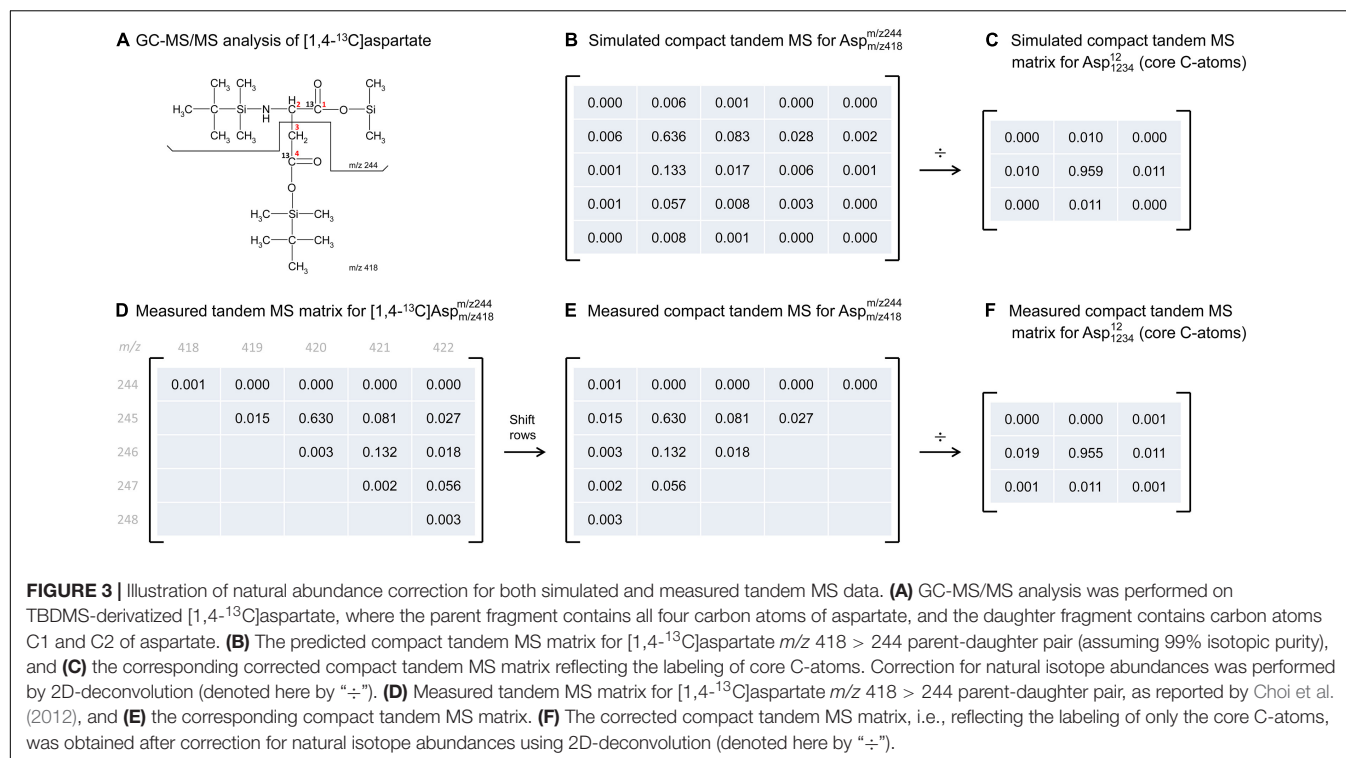 A GC-MS/MS analysis of [1,4-13C]aspartate
CH3 CH3 O CH3
H 2 13 1
H3C Si N C C O Si
H
CH3 CH3 3 CH2 CH3
13 4
C O m/z 244
O
H3C Si CH3
H3C C CH3
CH3 m/z 418
B Simulated compact tandem MS for Asp m/z244 m/z418
0.000 0.006 0.001 0.000 0.000
0.006 0.636 0.083 0.028 0.002
0.001 0.133 0.017 0.006 0.001
0.001 0.057 0.008 0.003 0.000
0.000 0.008 0.001 0.000 0.000
÷
C Simulated compact tandem MS
matrix for Asp 12 1234 (core C-atoms)
0.000 0.010 0.000
0.010 0.959 0.011
0.000 0.011 0.000
D Measured tandem MS matrix for [1,4-13C]Asp m/z244 m/z418
m/z 418 419 420 421 422
244 0.001 0.000 0.000 0.000 0.000
245 0.015 0.630 0.081 0.027
246 0.003 0.132 0.018
247 0.002 0.056
248 0.003
Shift
rows
E Measured compact tandem MS for Asp m/z244 m/z418
0.001 0.000 0.000 0.000 0.000
0.015 0.630 0.081 0.027
0.003 0.132 0.018
0.002 0.056
0.003
÷
F Measured compact tandem MS
matrix for Asp 12 1234 (core C-atoms)
0.000 0.000 0.001
0.019 0.955 0.011
0.001 0.011 0.001
FIGURE 3 | Illustration of natural abundance correction for both simulated and measured tandem MS data. (A) GC-MS/MS analysis was performed on
TBDMS-derivatized [1,4-13C]aspartate, where the parent fragment contains all four carbon atoms of aspartate, and the daughter fragment contains carbon atoms
C1 and C2 of aspartate. (B) The predicted compact tandem MS matrix for [1,4-13C]aspartate m/z 418 > 244 parent-daughter pair (assuming 99% isotopic purity),
and (C) the corresponding corrected compact tandem MS matrix reflecting the labeling of core C-atoms. Correction for natural isotope abundances was performed
by 2D-deconvolution (denoted here by “÷”). (D) Measured tandem MS matrix for [1,4-13C]aspartate m/z 418 > 244 parent-daughter pair, as reported by Choi et al.
(2012), and (E) the corresponding compact tandem MS matrix. (F) The corrected compact tandem MS matrix, i.e., reflecting the labeling of only the core C-atoms,
was obtained after correction for natural isotope abundances using 2D-deconvolution (denoted here by “÷”).